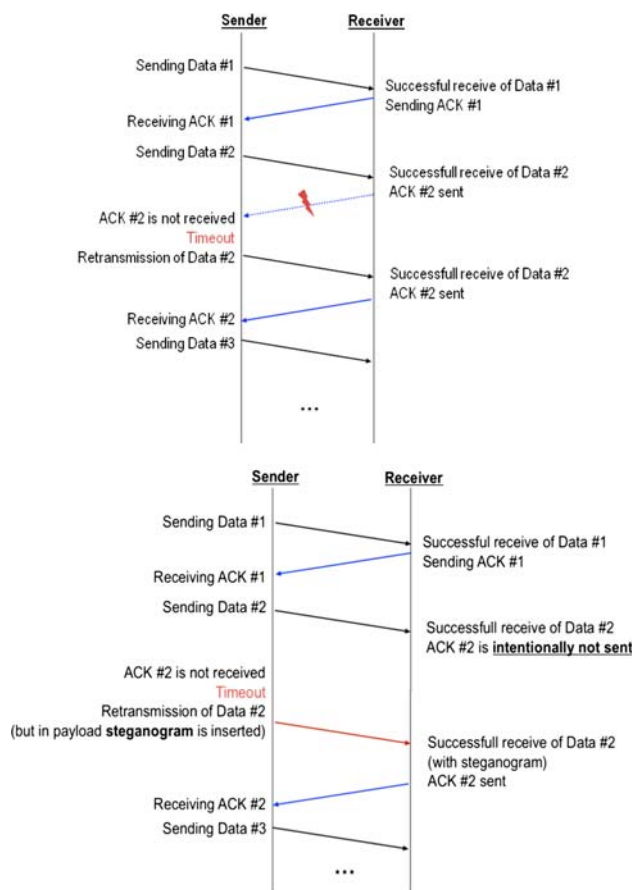 Sender Receiver
Sending Data #1
Successful receive of Data #1
Sending ACK #1
Receiving ACK #1
Sending Data #2
Successfull receive of Data #2
ACK #2 sent
ACK #2 is not received
Timeout
Retransmission of Data #2
Successfull receive of Data #2
ACK #2 sent
Receiving ACK #2
Sending Data #3
...
Sender Receiver
Sending Data #1
Successful receive of Data #1
Sending ACK #1
Receiving ACK #1
Sending Data #2
Successfull receive of Data #2
ACK #2 is intentionally not sent
ACK #2 is not received
Timeout
Retransmission of Data #2
(but in payload steganogram is inserted)
Successfull receive of Data #2
(with steganogram)
ACK #2 sent
Receiving ACK #2
Sending Data #3
...